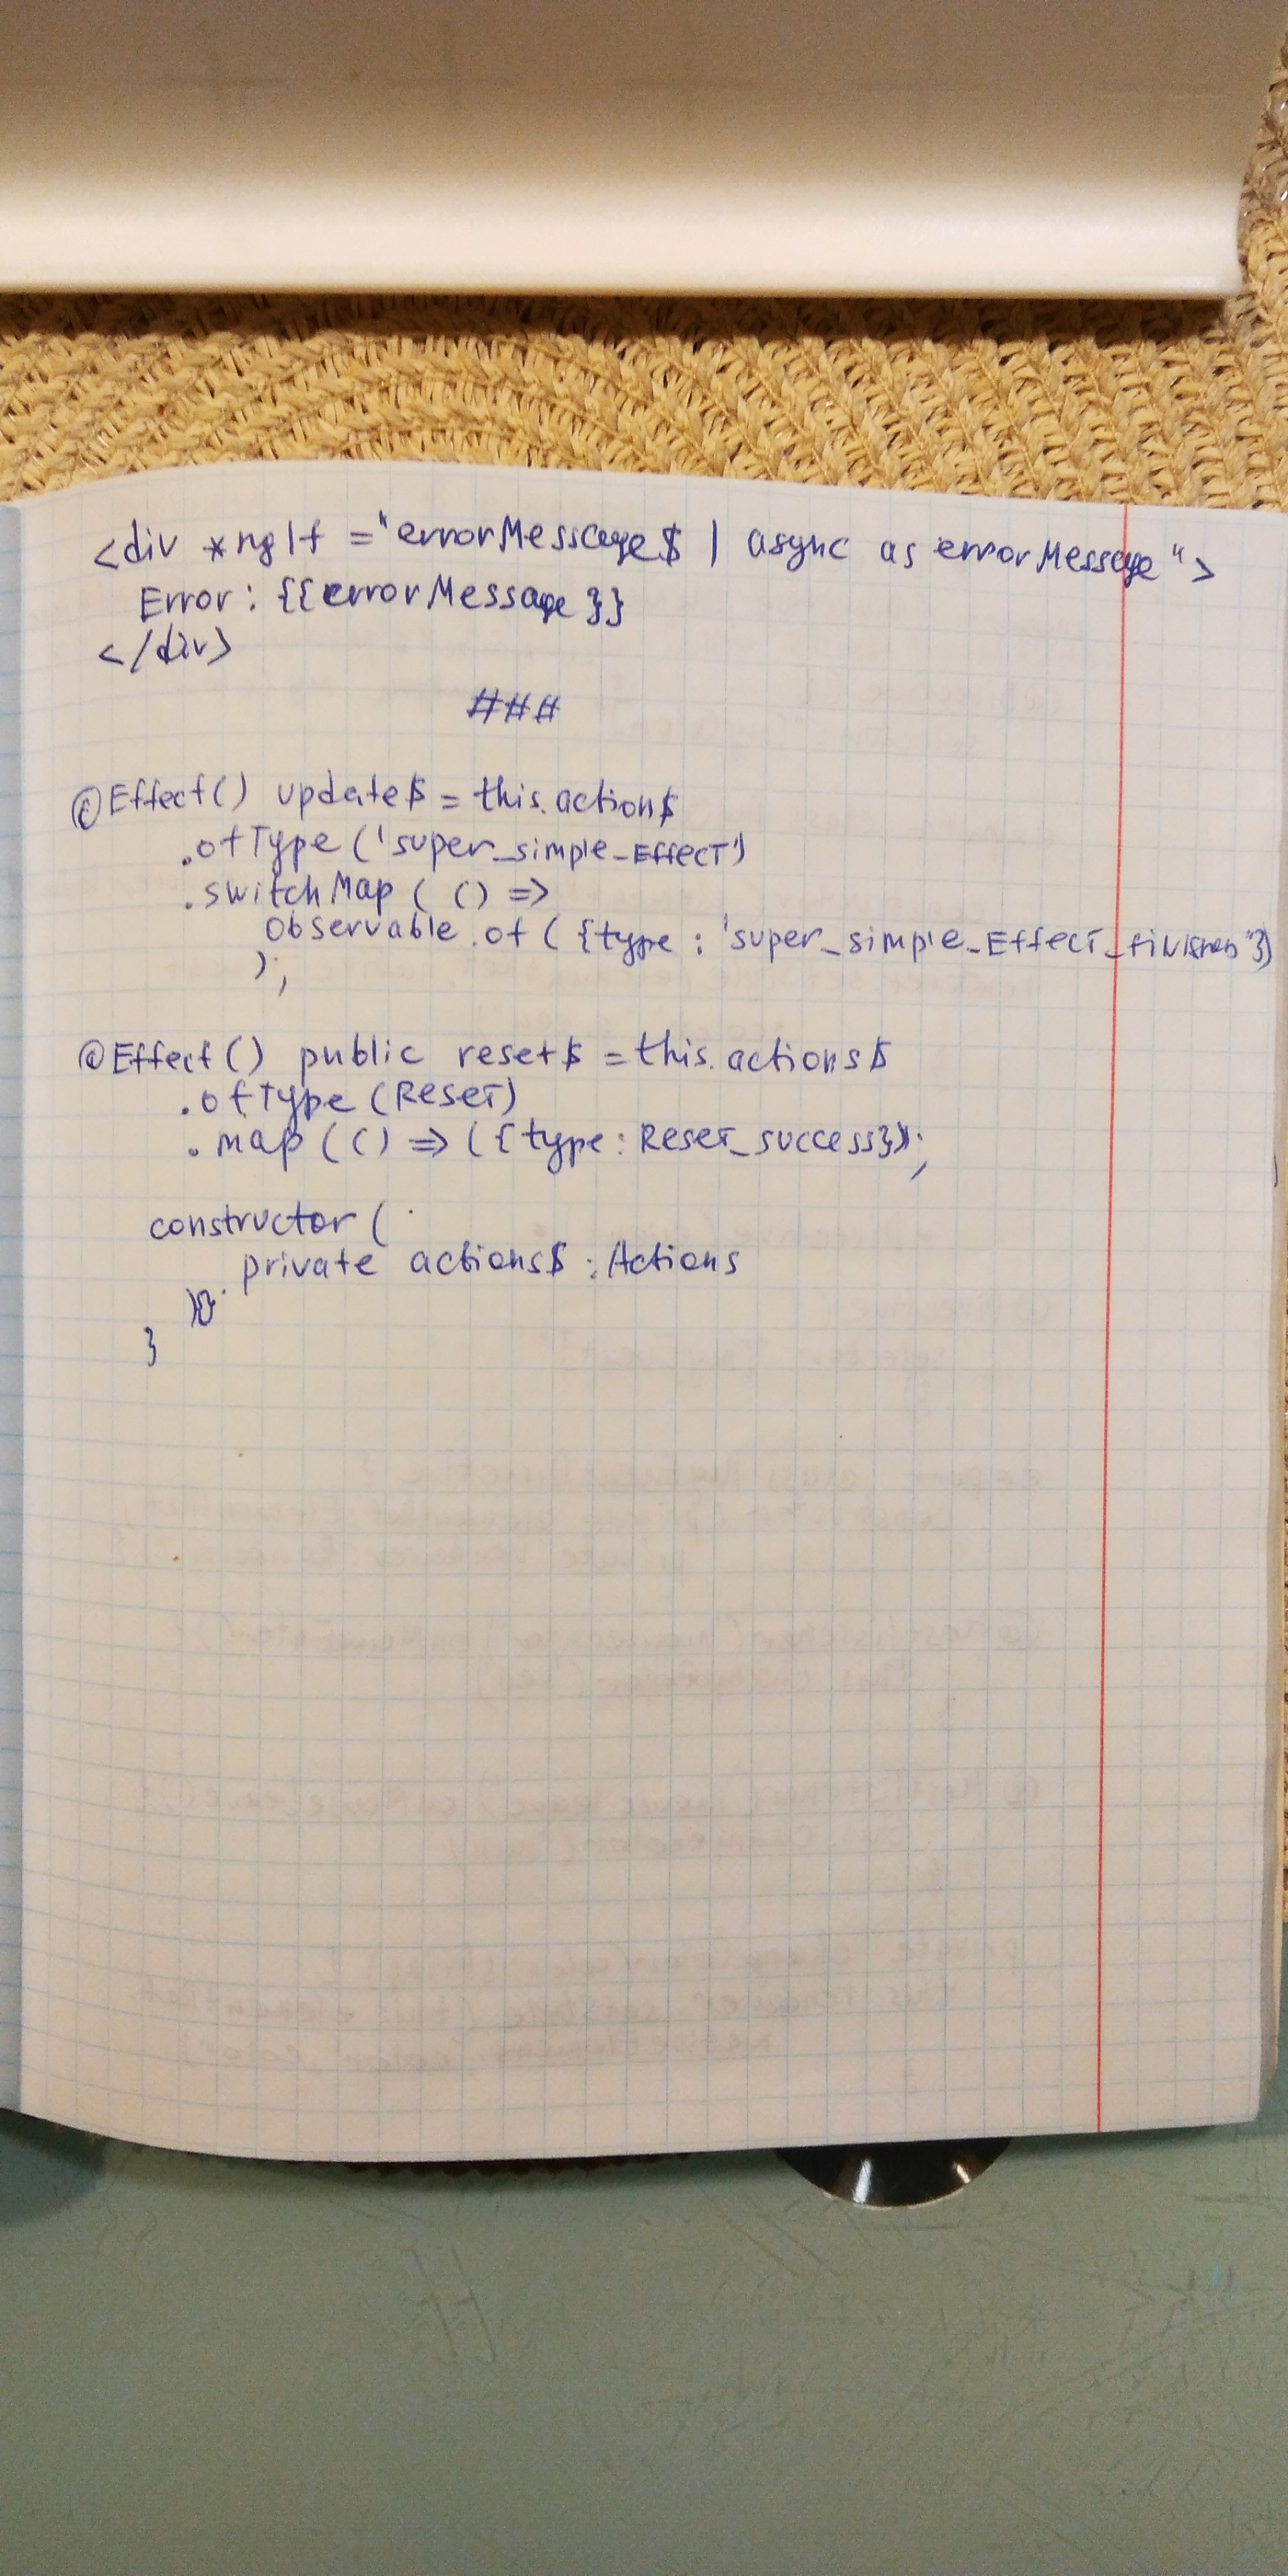 <div *ngIf ="errorMessage$ | async as errorMessage">
Error: {{errorMessage}}
</div>
###
@Effect() update$ = this.action$
.ofType('super_simple_Effect')
.switchMap ( () =>
Observable.of ( {type : 'super_simple_Effect_finished"})
);
@Effect() public reset$ = this.actions$
.ofType (Reset)
.map (() => ({type: Reset_success}));
constructor (
private actions$ : Actions
){}
}